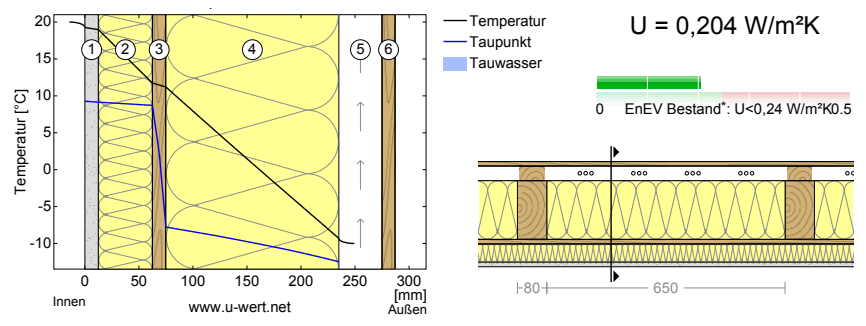 20
15
10
5
0
-5
-10
Temperatur [°C]
1 2 3 4 5 6
0 50 100 150 200 250 300
[mm]
Innen
www.u-wert.net
Außen
Temperatur
Taupunkt
Tauwasser
U = 0,204 W/m²K
0 EnEV Bestand*: U<0,24 W/m²K 0.5
80 650